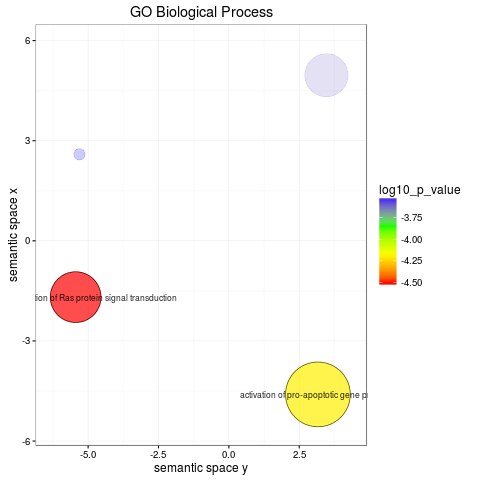 GO Biological Process
6
3
0
-3
-6
semantic space x
ion of Ras protein signal transduction
activation of pro-apoptotic gene p
-5.0
-2.5
0.0
2.5
semantic space y
log10_p_value
-3.75
-4.00
-4.25
-4.50